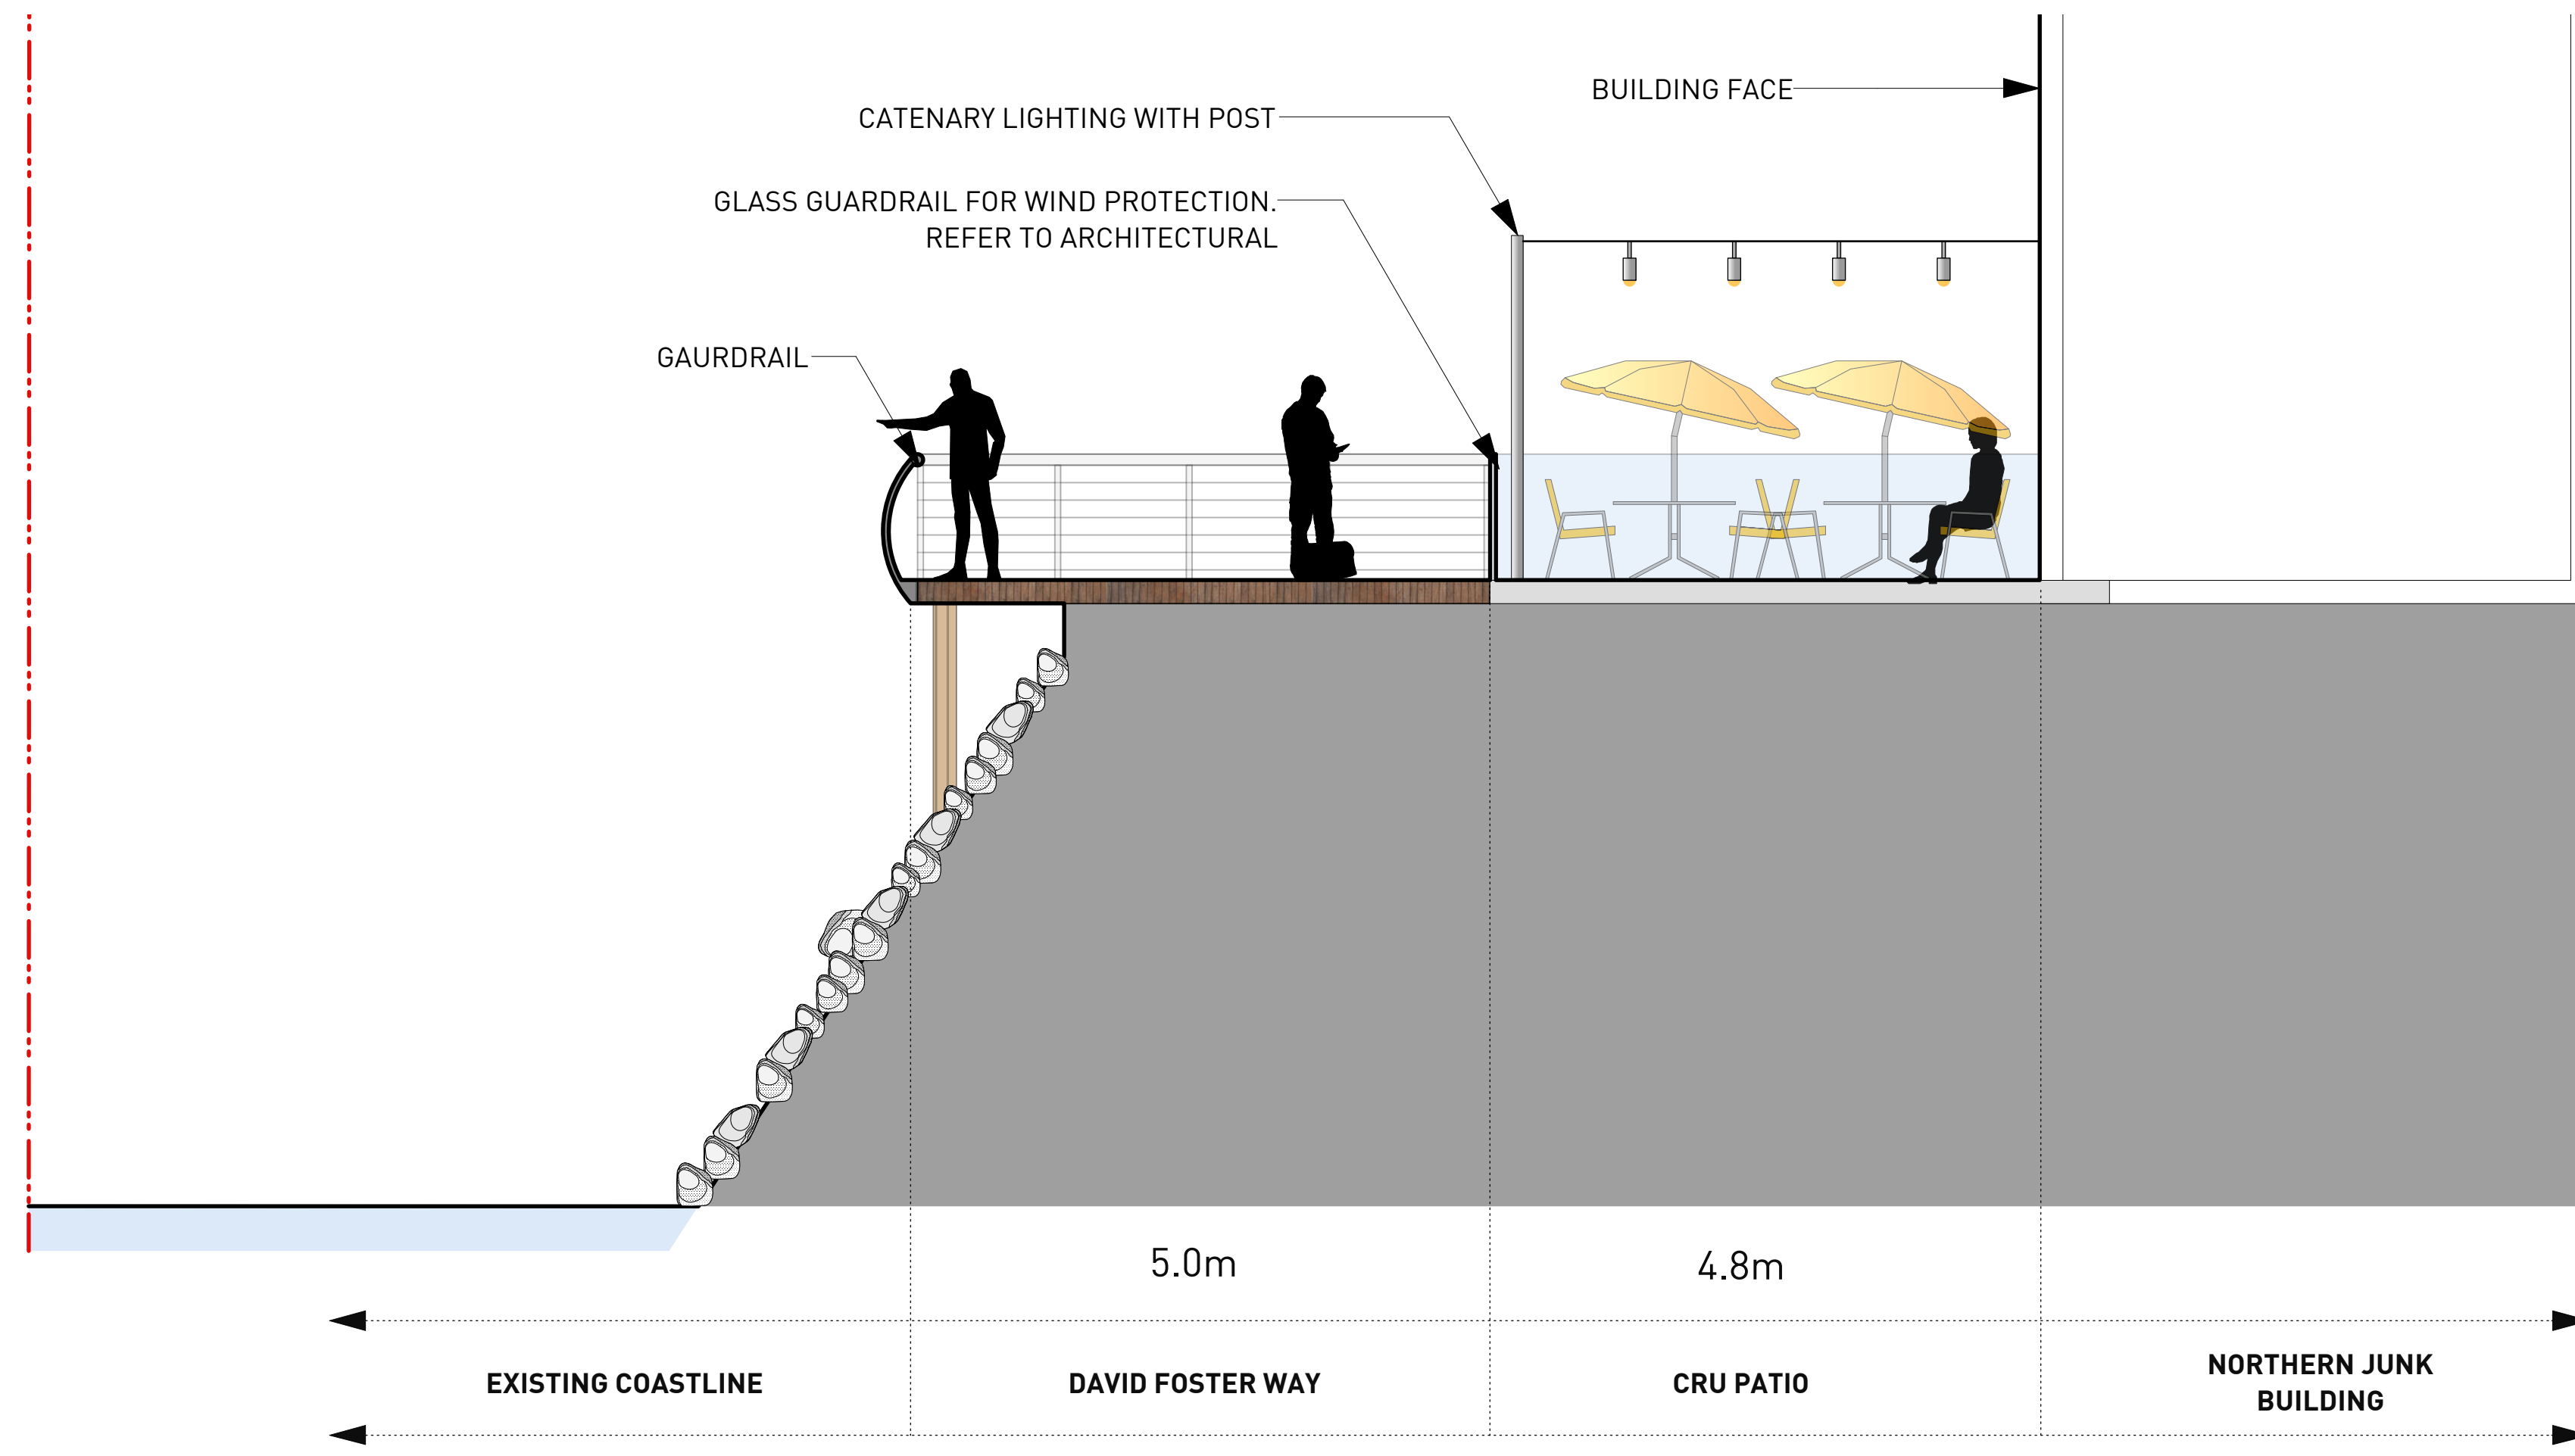 BUILDING FACE
CATENARY LIGHTING WITH POST
GLASS GUARDRAIL FOR WIND PROTECTION.
REFER TO ARCHITECTURAL
GAURDRAIL
5.0m
4.8m
EXISTING COASTLINE
DAVID FOSTER WAY
CRU PATIO
NORTHERN JUNK
BUILDING